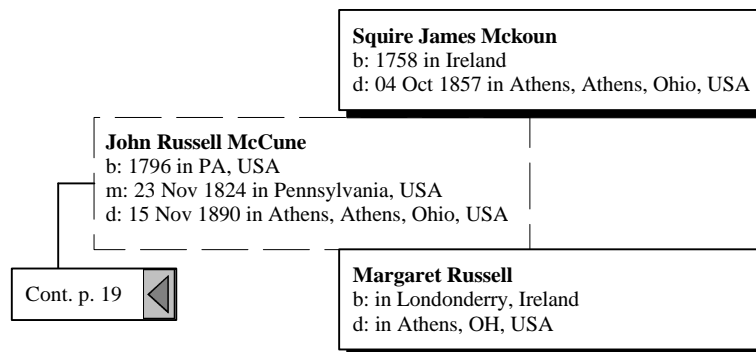 Squire James Mckoun
b: 1758 in Ireland
d: 04 Oct 1857 in Athens, Athens, Ohio, USA
John Russell McCune
b: 1796 in PA, USA
m: 23 Nov 1824 in Pennsylvania, USA
d: 15 Nov 1890 in Athens, Athens, Ohio, USA
Cont. p. 19
Margaret Russell
b: in Londonderry, Ireland
d: in Athens, OH, USA